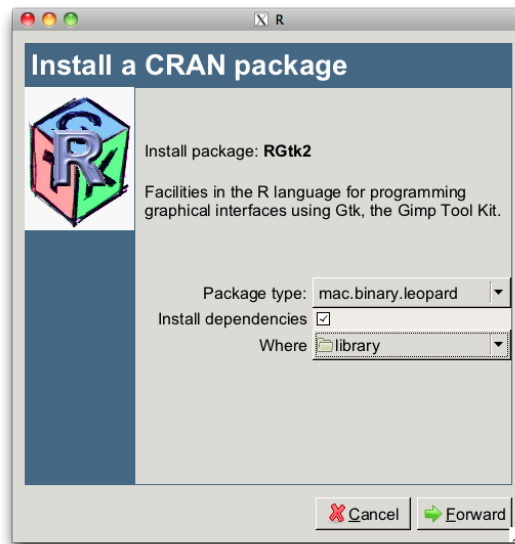 X R
Install a CRAN package
R
Install package: RGtk2
Facilities in the R language for programming
graphical interfaces using Gtk, the Gimp Tool Kit.
Package type: mac.binary.leopard
Install dependencies
Where library
Cancel Forward